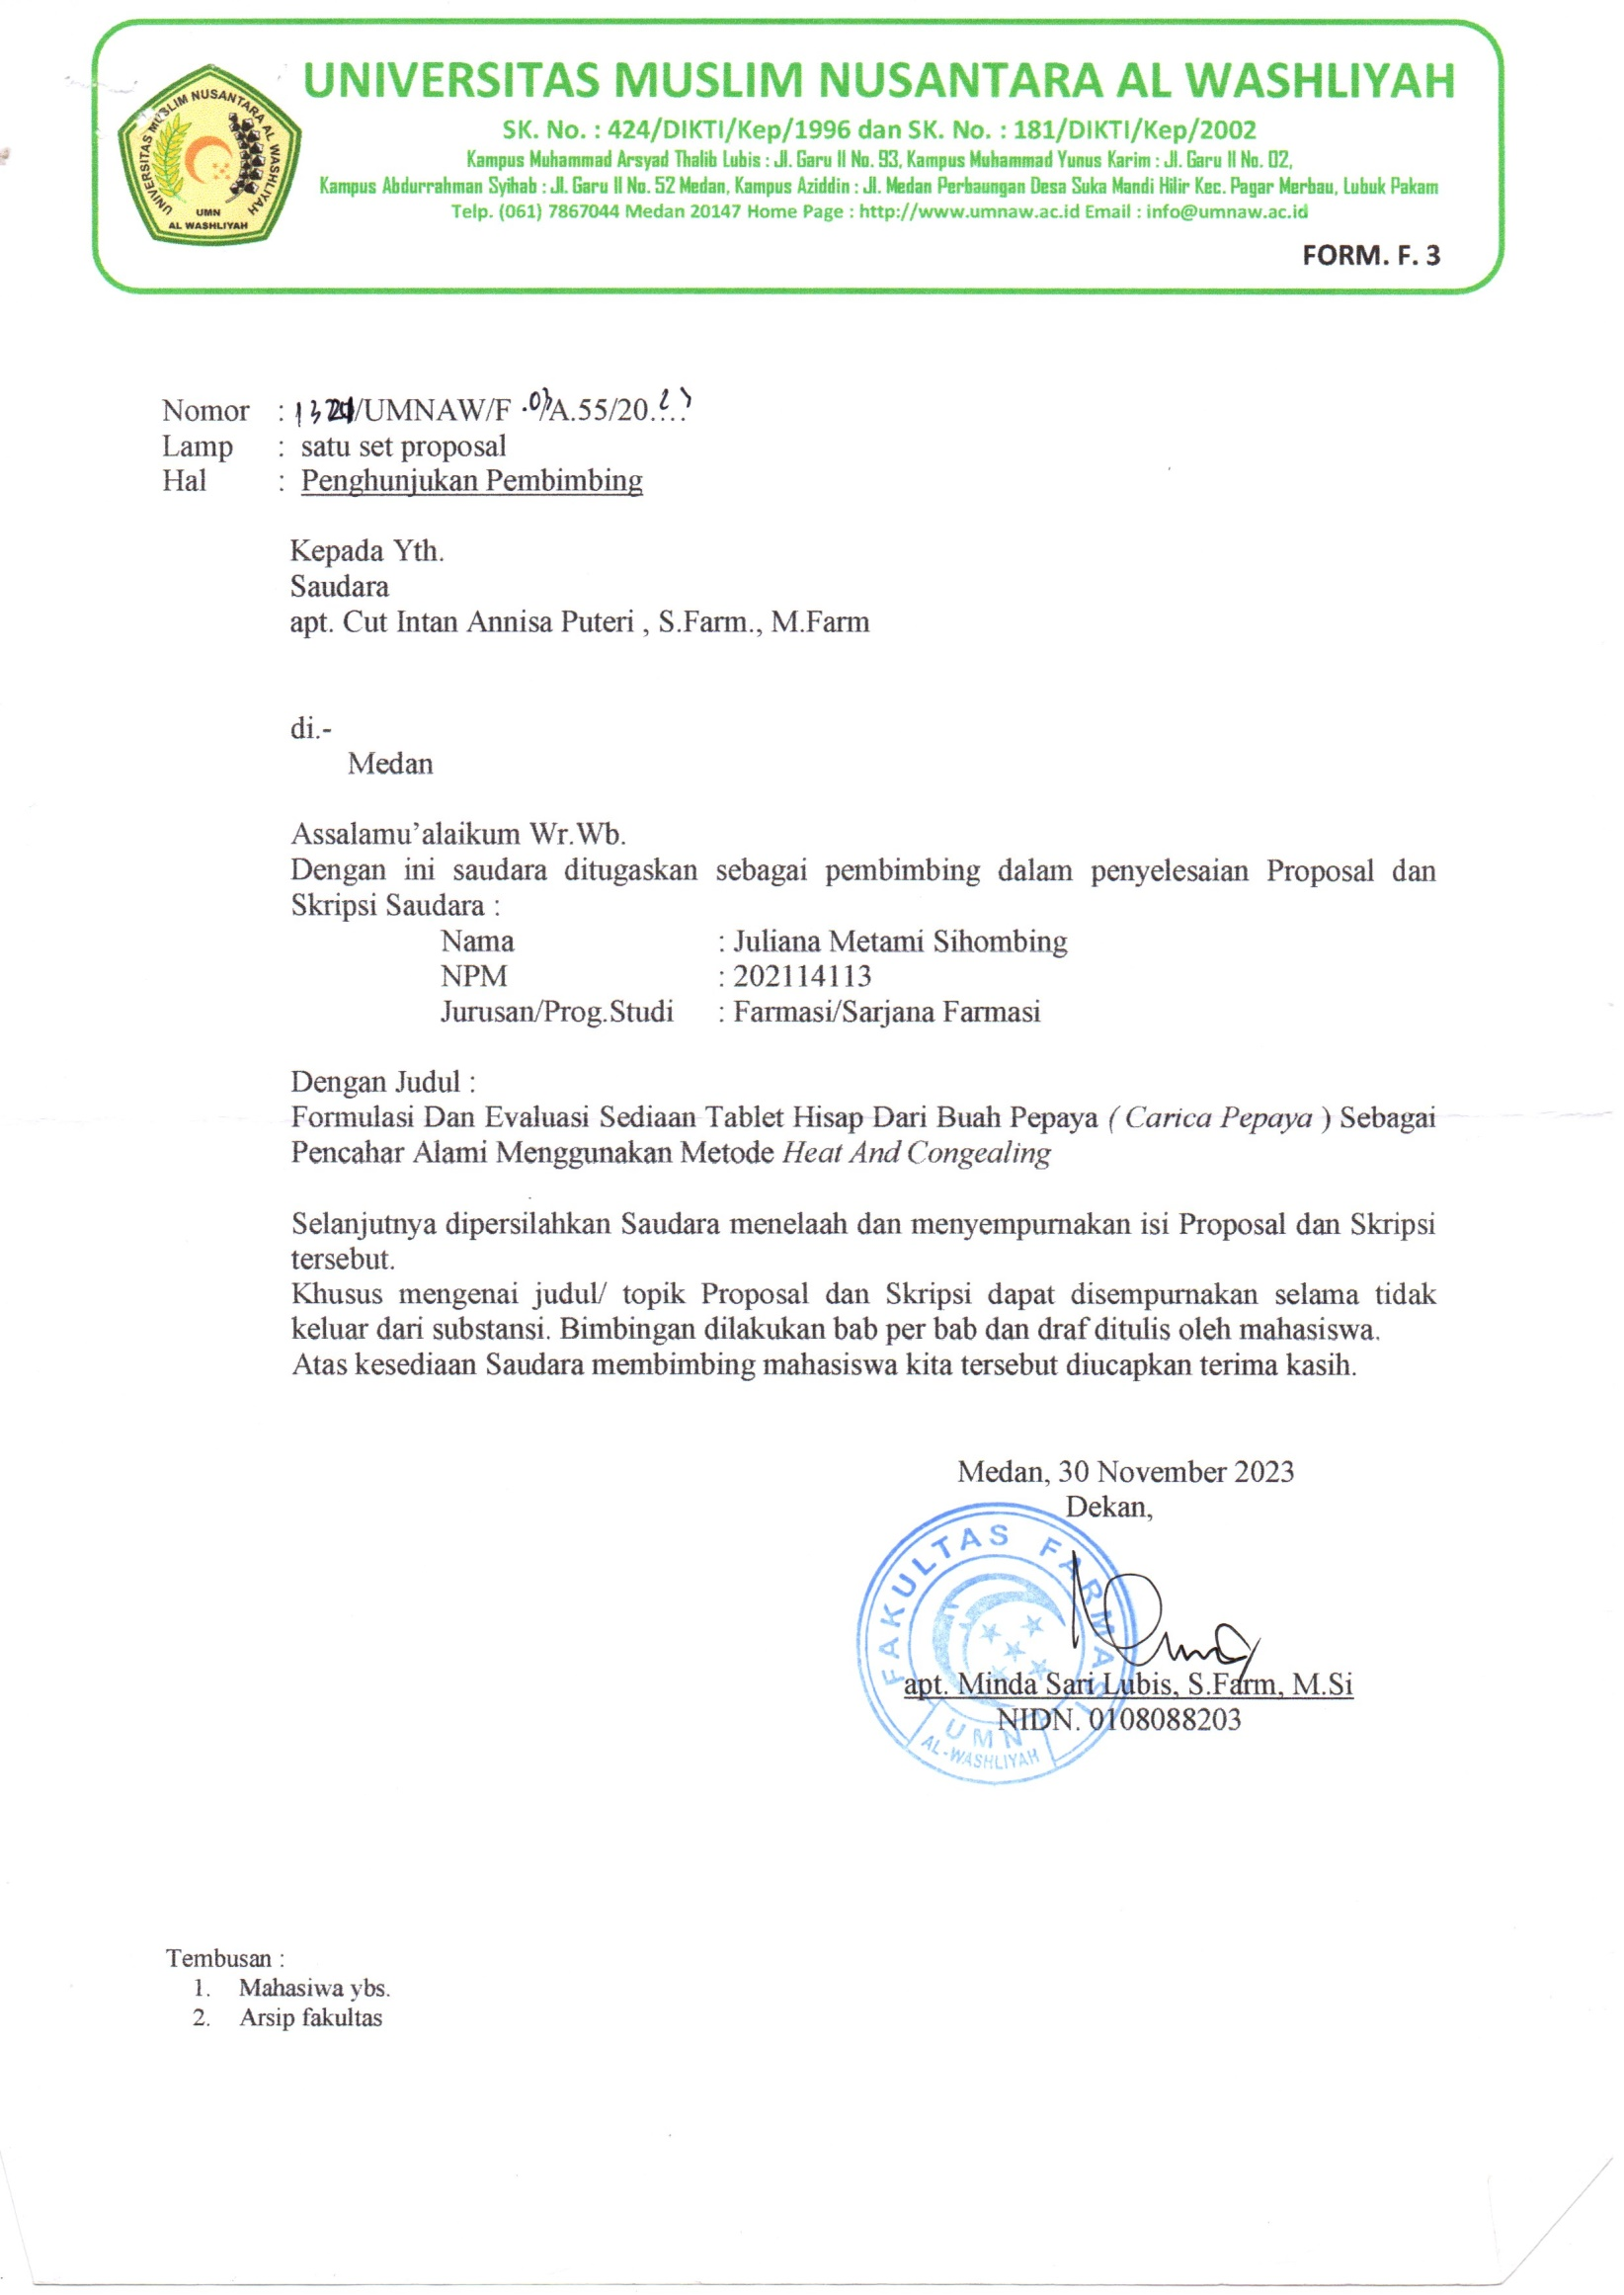 UNIVERSITAS MUSLIM NUSANTARA AL WASHLIYAH
UMN
AL WASHLIYAH
UNIVERSITAS MUSLIM NUSANTARA AL WASHLIYAH
SK. No. : 424/DIKTI/Kep/1996 dan SK. No. : 181/DIKTI/Kep/2002
Kampus Muhammad Arsyad Thalib Lubis : Jl. Garu II No. 93, Kampus Muhammad Yunus Karim : Jl. Garu II No. 02,
Kampus Abdurrahman Syihab : Jl. Garu II No. 52 Medan, Kampus Aziddin : Jl. Medan Perbaungan Desa Suka Mandi Hilir Kec. Pagar Merbau, Lubuk Pakam
Telp. (061) 7867044 Medan 20147 Home Page : http://www.umnaw.ac.id Email : info@umnaw.ac.id
FORM. F. 3
Nomor : /UMNAW/F /A.55/20
Lamp : satu set proposal
Hal : Penghunjukan Pembimbing
Kepada Yth.
Saudara
apt. Cut Intan Annisa Puteri , S.Farm., M.Farm
di.-
Medan
Assalamu’alaikum Wr.Wb.
Dengan ini saudara ditugaskan sebagai pembimbing dalam penyelesaian Proposal dan
Skripsi Saudara :
Nama : Juliana Metami Sihombing
NPM : 202114113
Jurusan/Prog.Studi : Farmasi/Sarjana Farmasi
Dengan Judul :
Formulasi Dan Evaluasi Sediaan Tablet Hisap Dari Buah Pepaya ( Carica Pepaya ) Sebagai
Pencahar Alami Menggunakan Metode Heat And Congealing
Selanjutnya dipersilahkan Saudara menelaah dan menyempurnakan isi Proposal dan Skripsi
tersebut.
Khusus mengenai judul/ topik Proposal dan Skripsi dapat disempurnakan selama tidak
keluar dari substansi. Bimbingan dilakukan bab per bab dan draf ditulis oleh mahasiswa.
Atas kesediaan Saudara membimbing mahasiswa kita tersebut diucapkan terima kasih.
Medan, 30 November 2023
Dekan,
FAKULTAS FARMASI
UMN
AL-WASHLIYAH
apt. Minda Sari Lubis, S.Farm, M.Si
NIDN. 0108088203
Tembusan :
1. Mahasiwa ybs.
2. Arsip fakultas